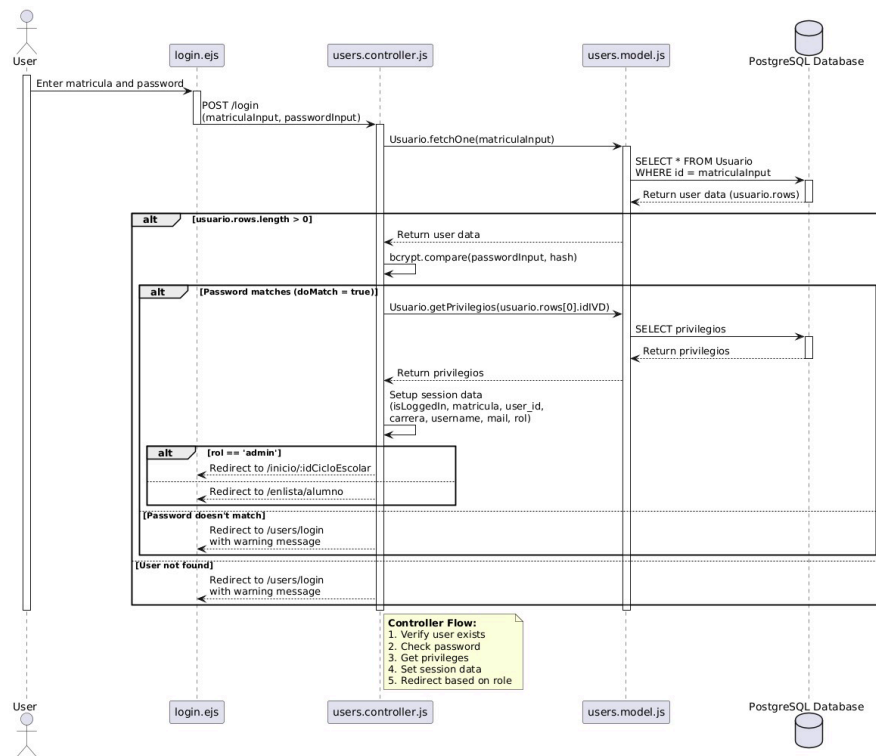 User
login.ejs
users.controller.js
users.model.js
PostgreSQL Database
Enter matricula and password
POST /login
(matriculaInput, passwordInput)
Usuario.fetchOne(matriculaInput)
SELECT * FROM Usuario
WHERE id = matriculaInput
Return user data (usuario.rows)
alt
[usuario.rows.length > 0]
Return user data
bcrypt.compare(passwordInput, hash)
alt
[Password matches (doMatch = true)]
Usuario.getPrivilegios(usuario.rows[0].idIVD)
SELECT privilegios
Return privilegios
Return privilegios
Setup session data
(isLoggedIn, matricula, user_id,
carrera, username, mail, rol)
alt
[rol == 'admin']
Redirect to /inicio/:idCicloEscolar
Redirect to /enlista/alumno
[Password doesn't match]
Redirect to /users/login
with warning message
[User not found]
Redirect to /users/login
with warning message
Controller Flow:
1. Verify user exists
2. Check password
3. Get privileges
4. Set session data
5. Redirect based on role
User
login.ejs
users.controller.js
users.model.js
PostgreSQL Database